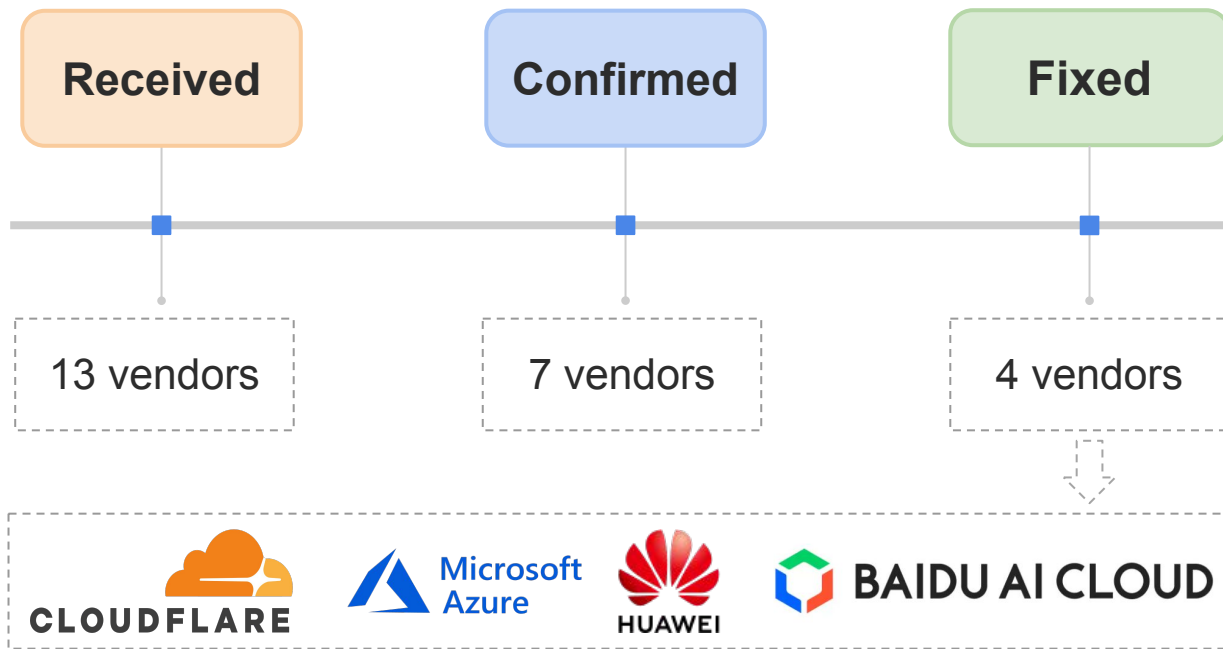 Received
Confirmed
Fixed
13 vendors
7 vendors
4 vendors
CLOUDFLARE
Microsoft
Azure
HUAWEI
BAIDU AI CLOUD